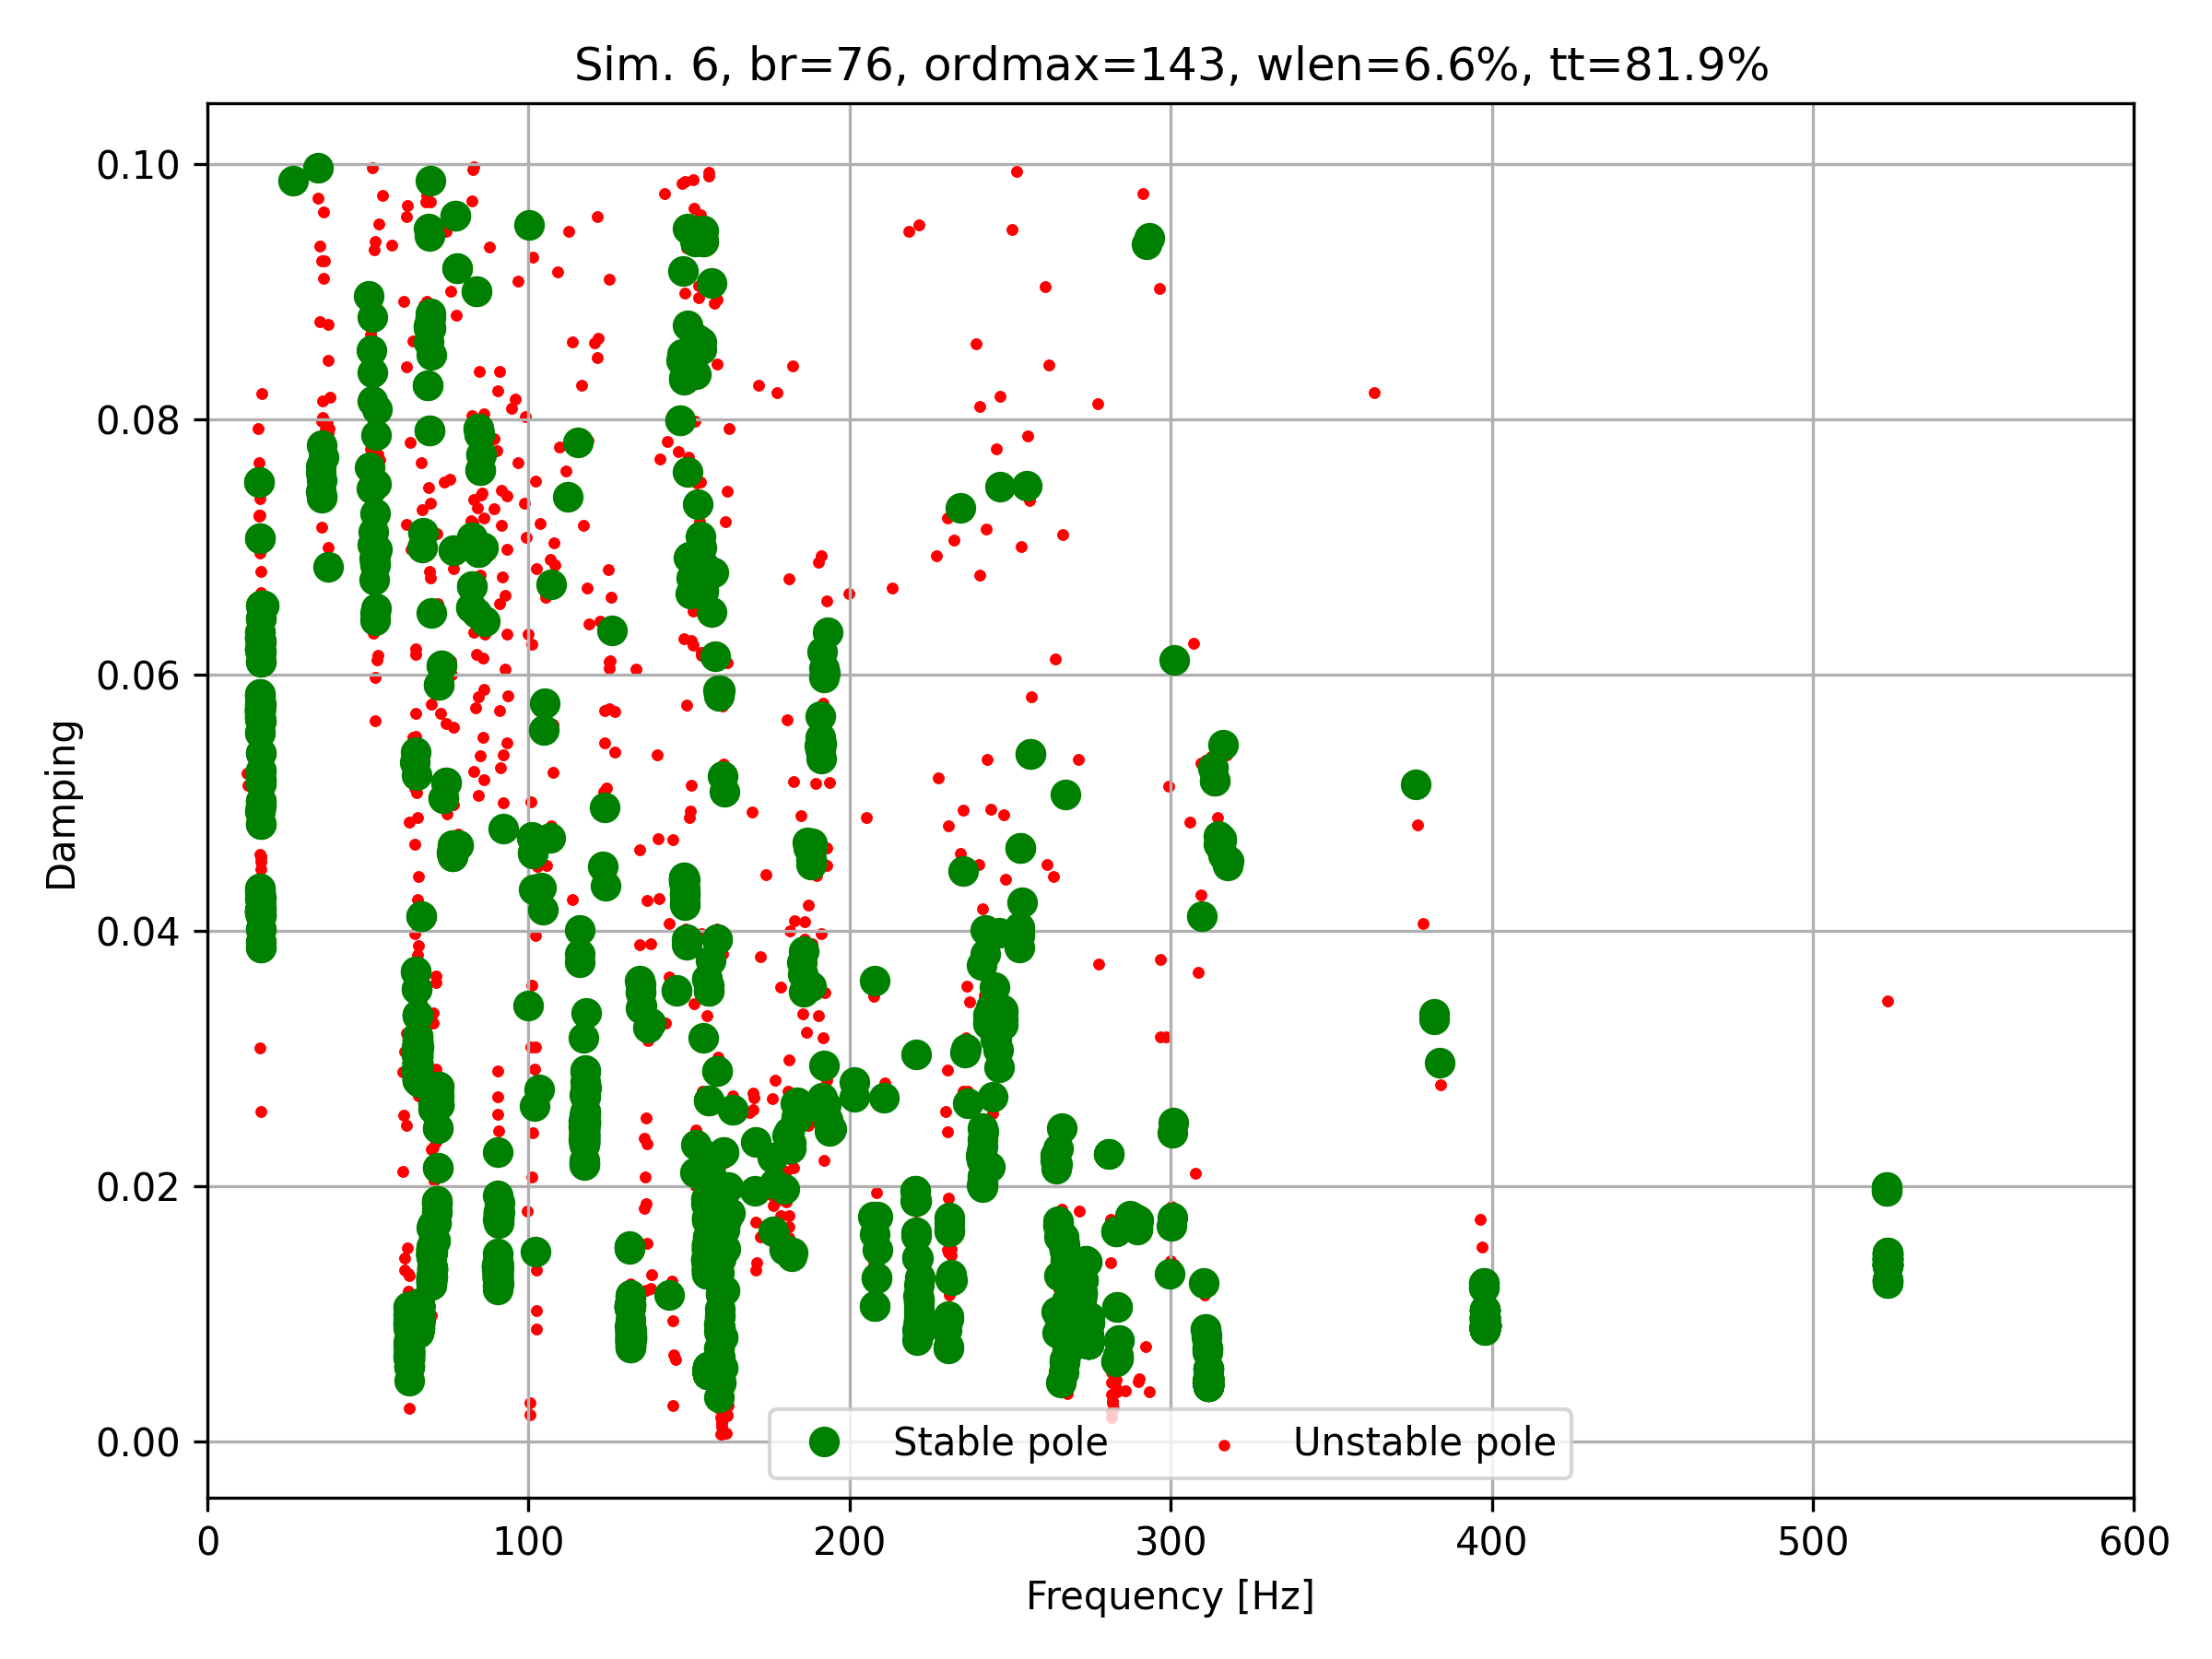 Sim. 6, br=76, ordmax=143, wlen=6.6%, tt=81.9%
0.10
0.08
0.06
0.04
0.02
0.00
Damping
Stable pole Unstable pole
0 100 200 300 400 500 600
Frequency [Hz]